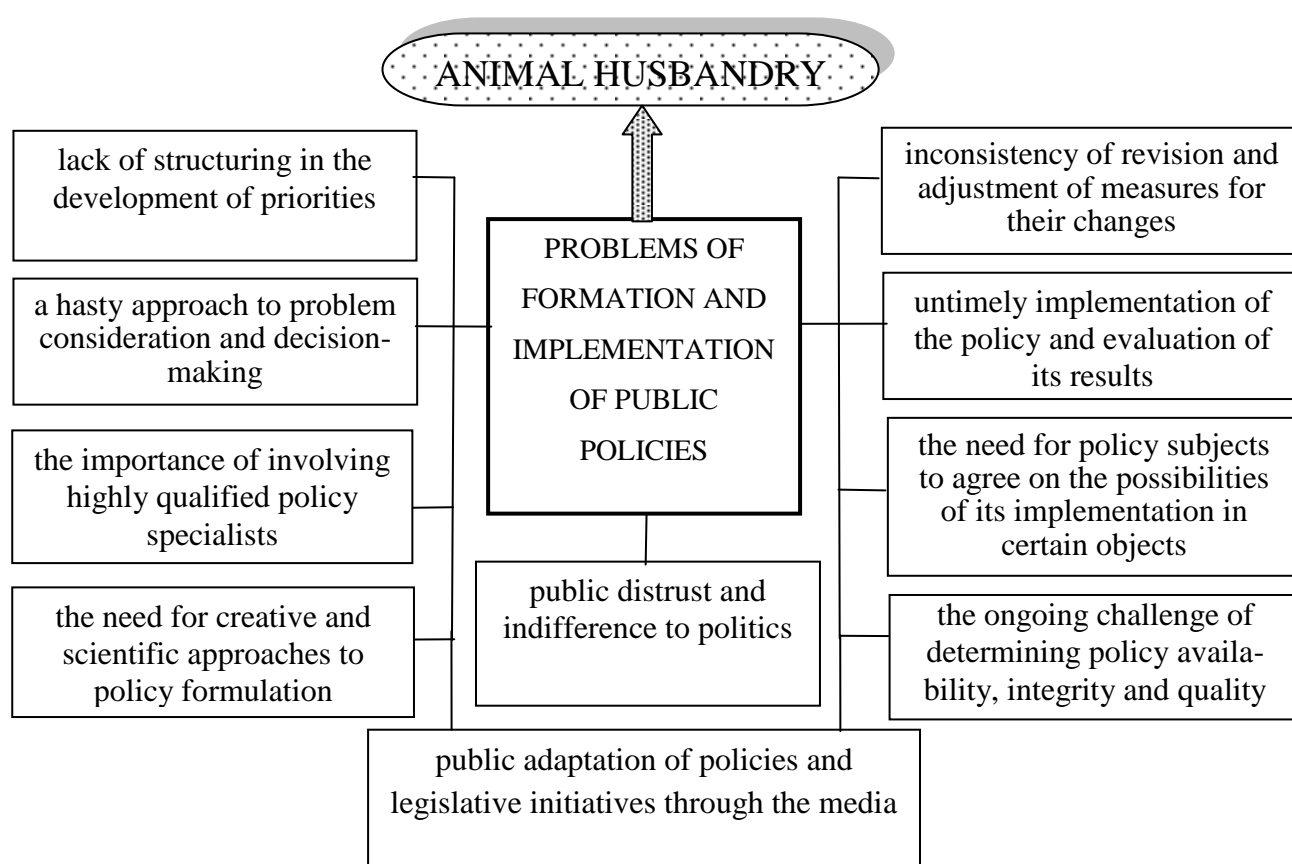 ANIMAL HUSBANDRY
lack of structuring in the
development of priorities
a hasty approach to problem
consideration and decision-
making
the importance of involving
highly qualified policy
specialists
the need for creative and
scientific approaches to
policy formulation
PROBLEMS OF
FORMATION AND
IMPLEMENTATION
OF PUBLIC
POLICIES
public distrust and
indifference to politics
inconsistency of revision and
adjustment of measures for
their changes
untimely implementation of
the policy and evaluation of
its results
the need for policy subjects
to agree on the possibilities
of its implementation in
certain objects
the ongoing challenge of
determining policy availa-
bility, integrity and quality
public adaptation of policies and
legislative initiatives through the media